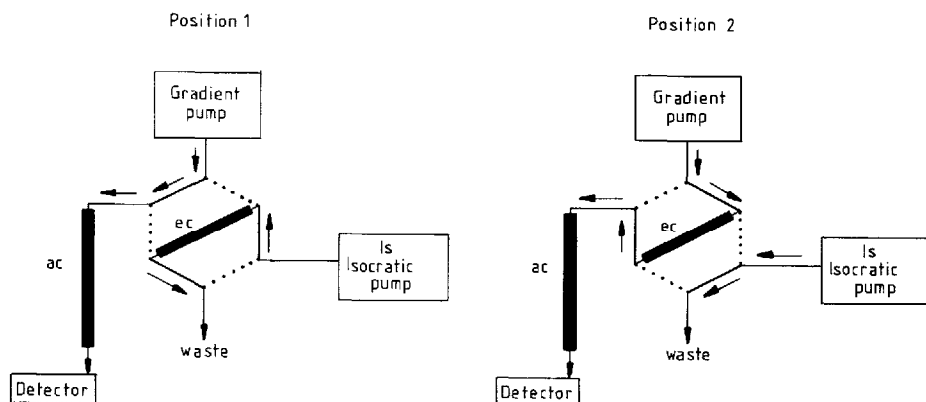 Position 1
Gradient
pump
ec
ac
Is
Isocratic
pump
waste
Detector
Position 2
Gradient
pump
ec
ac
Is
Isocratic
pump
waste
Detector